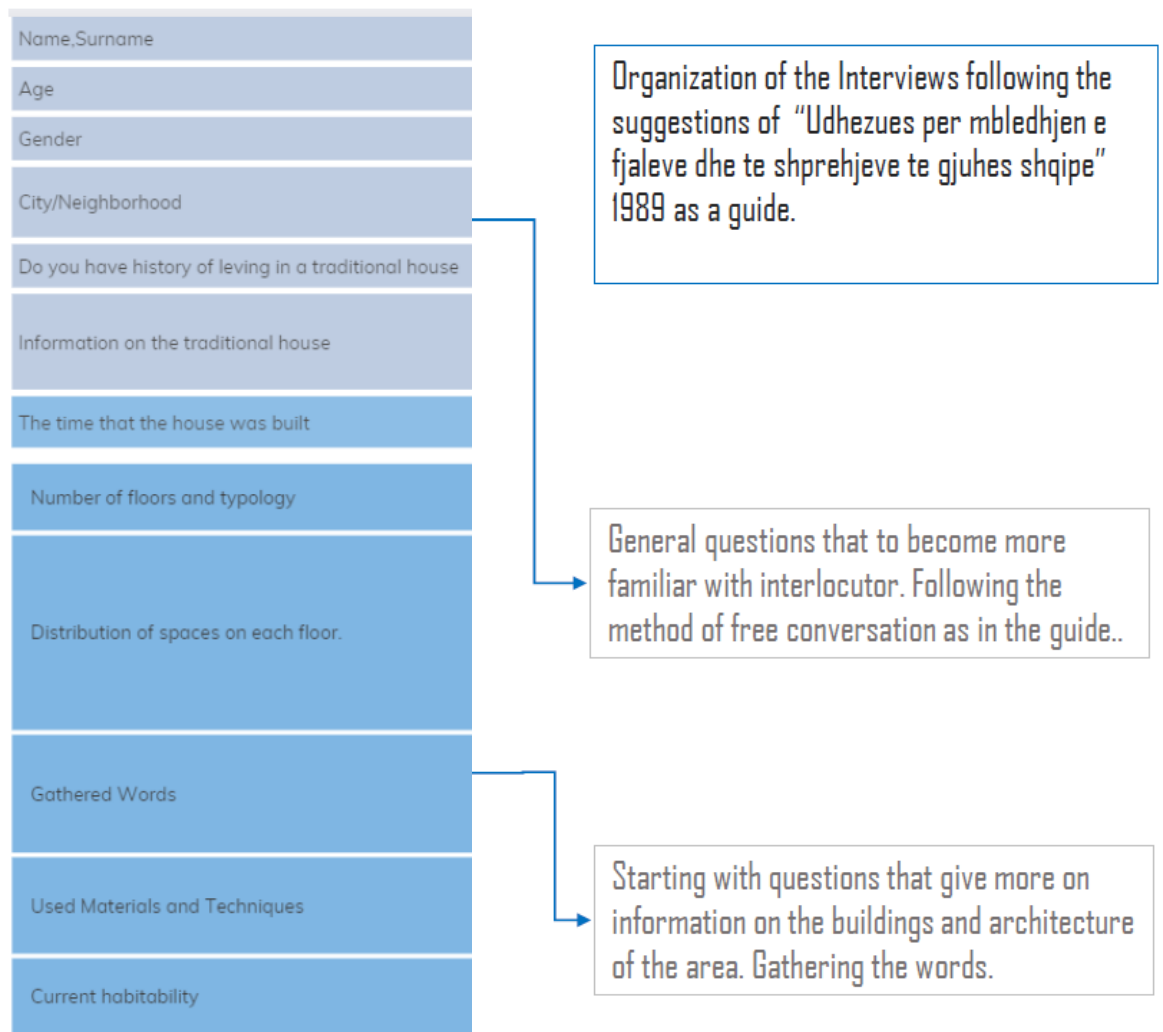 Name,Surname
Age
Gender
City/Neighborhood
Do you have history of leving in a traditional house
Information on the traditional house
The time that the house was built
Number of floors and typology
Distribution of spaces on each floor.
Gathered Words
Used Materials and Techniques
Current habitability
Organization of the Interviews following the
suggestions of "Udhezues per mbledhjen e
fjaleve dhe te shprehjeve te gjuhes shqipe"
1989 as a guide.
General questions that to become more
familiar with interlocutor. Following the
method of free conversation as in the guide..
Starting with questions that give more on
information on the buildings and architecture
of the area. Gathering the words.